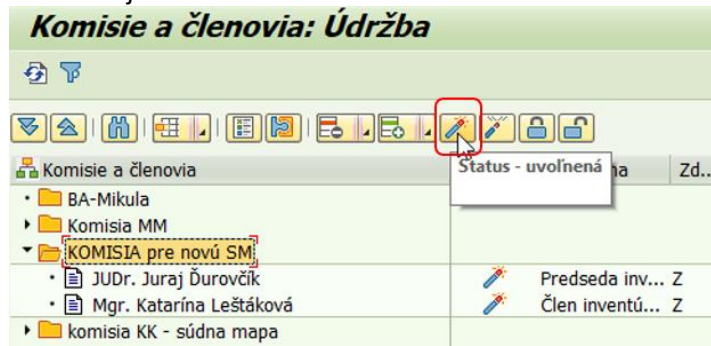 Komisie a členovia: Údržba
Komisie a členovia
Status - uvoľnená
Zd..
BA-Mikula
Komisia MM
KOMISIA pre novú SM
JUDr. Juraj Ďurovčík Predseda inv... Z
Mgr. Katarína Leštáková Člen inventú... Z
komisia KK - súdna mapa